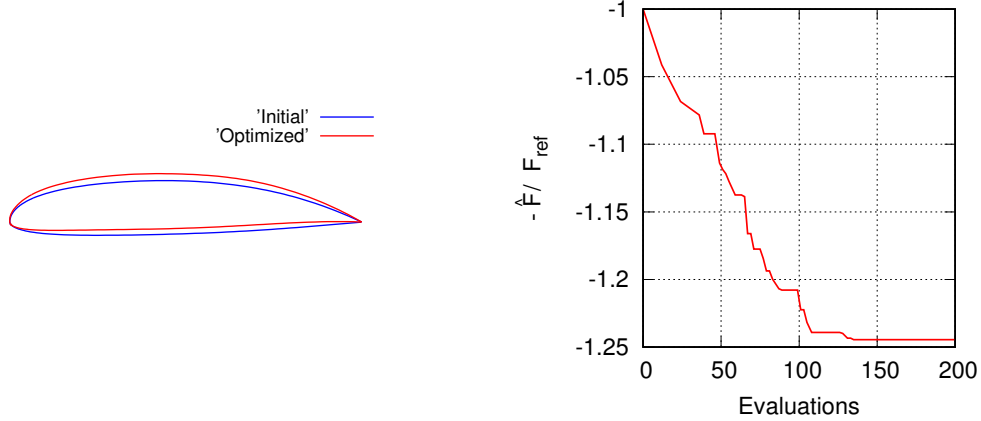 'Initial'
'Optimized'
- F̂ / F_ref
-1
-1.05
-1.1
-1.15
-1.2
-1.25
0 50 100 150 200
Evaluations